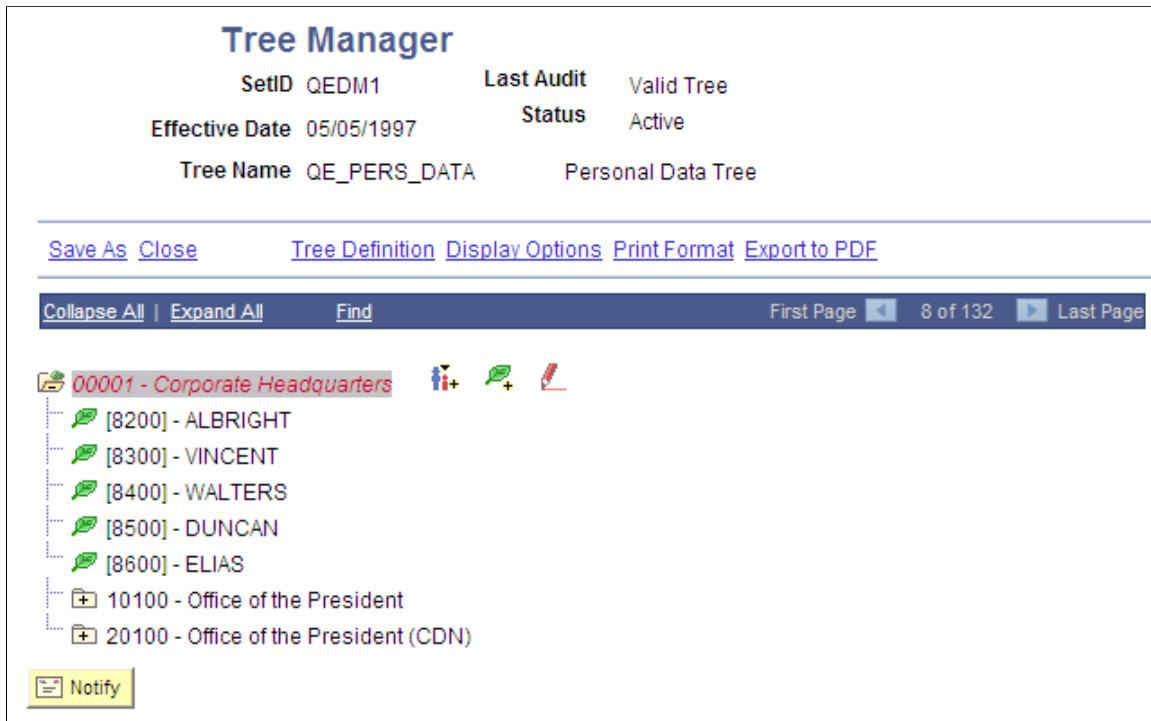 Tree Manager
SetID QEDM1 Last Audit Valid Tree
Effective Date 05/05/1997 Status Active
Tree Name QE_PERS_DATA Personal Data Tree
Save As Close Tree Definition Display Options Print Format Export to PDF
Collapse All | Expand All Find First Page 8 of 132 Last Page
00001 - Corporate Headquarters
[8200] - ALBRIGHT
[8300] - VINCENT
[8400] - WALTERS
[8500] - DUNCAN
[8600] - ELIAS
10100 - Office of the President
20100 - Office of the President (CDN)
Notify